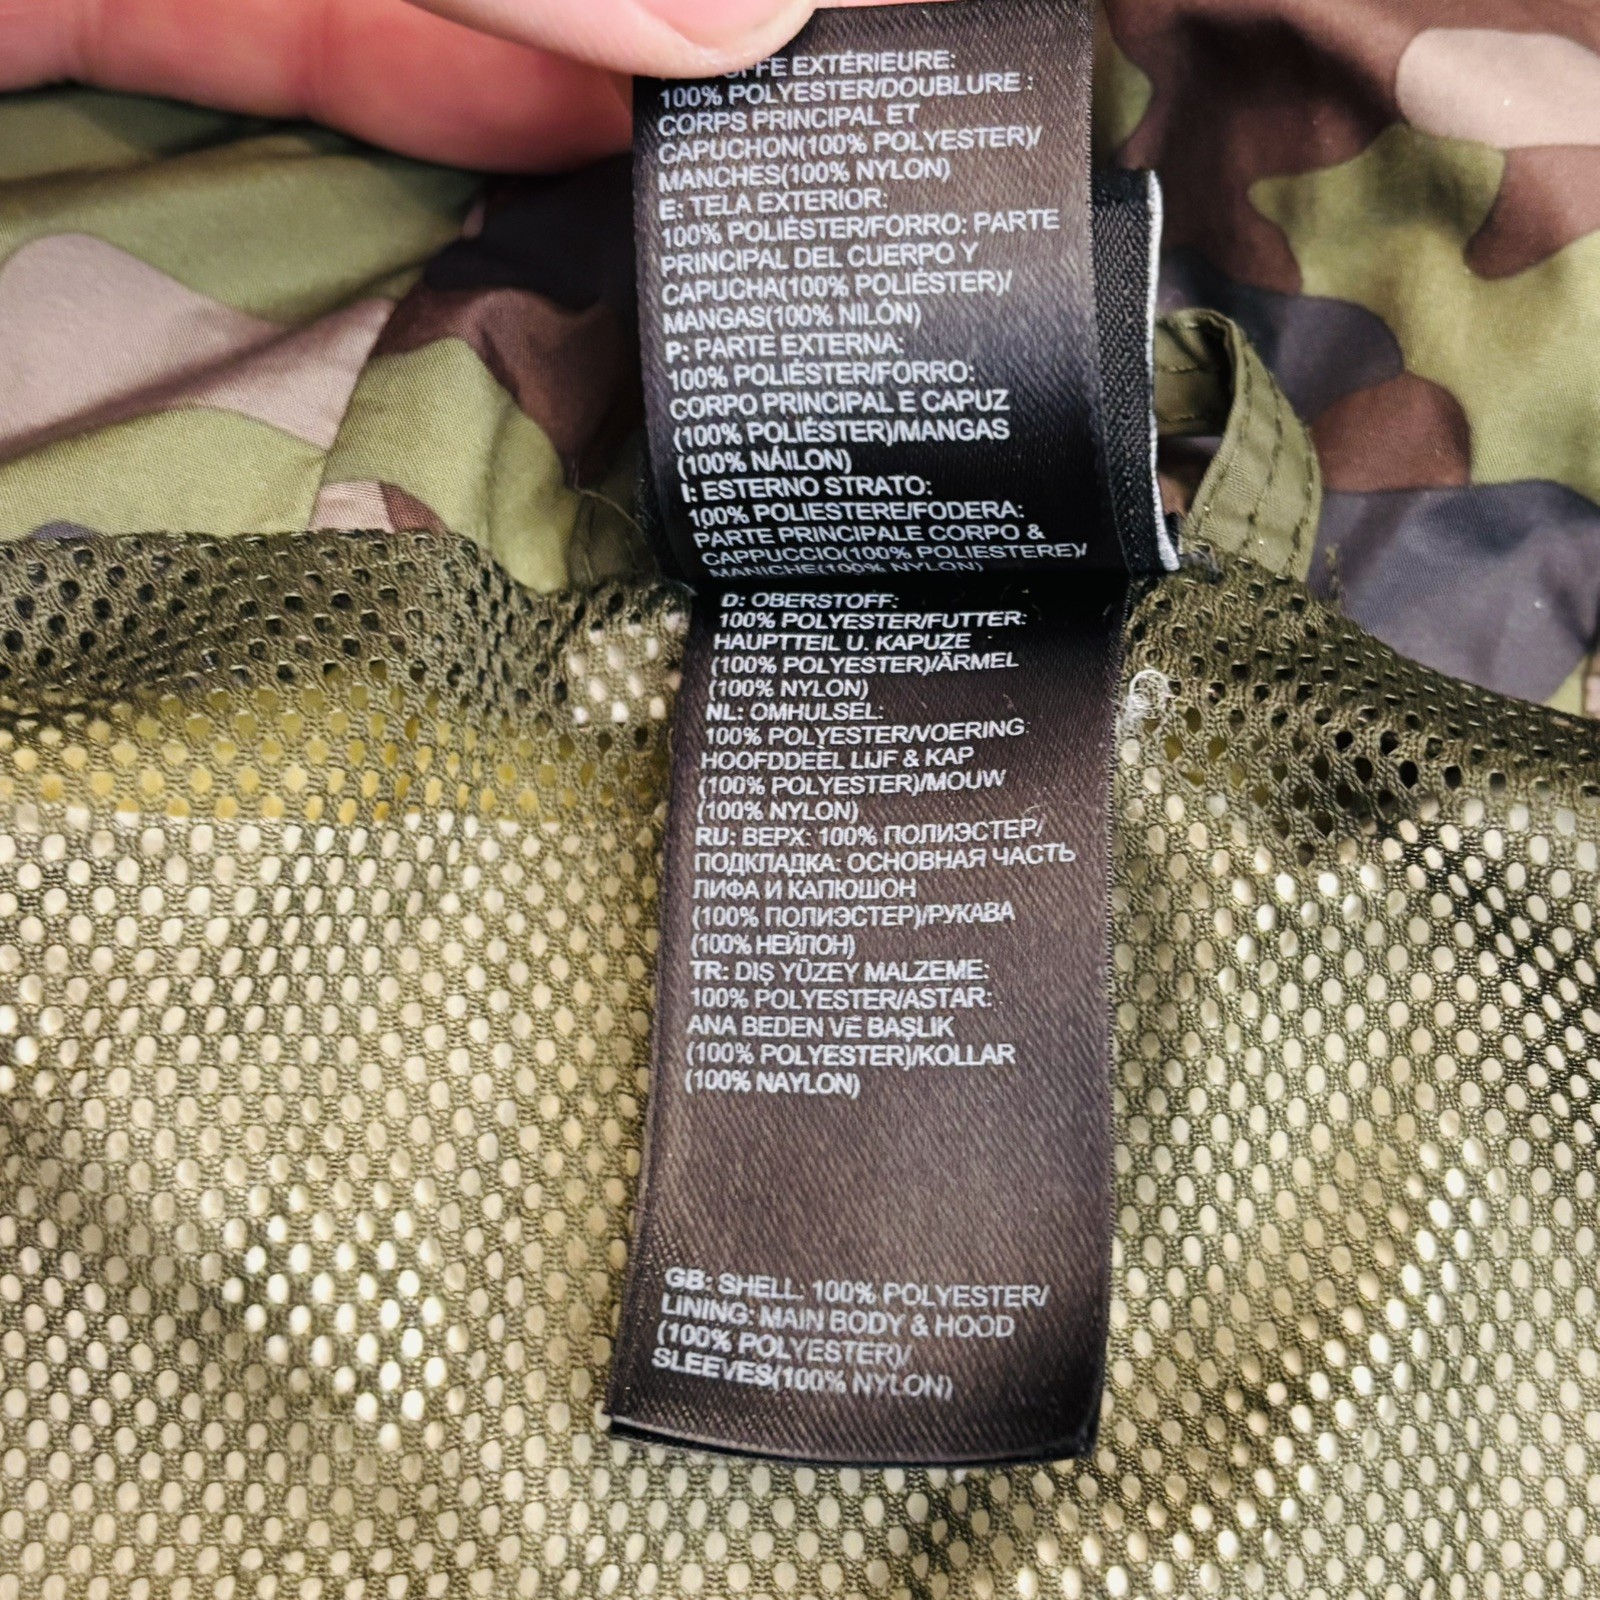 EXTÉRIEURE:
100% POLYESTER/DOUBLURE :
CORPS PRINCIPAL ET
CAPUCHON(100% POLYESTER)/
MANCHES(100% NYLON)
E: TELA EXTERIOR:
100% POLIÉSTER/FORRO: PARTE
PRINCIPAL DEL CUERPO Y
CAPUCHA(100% POLIÉSTER)/
MANGAS(100% NILÓN)
P: PARTE EXTERNA:
100% POLIÉSTER/FORRO:
CORPO PRINCIPAL E CAPUZ
(100% POLIÉSTER)/MANGAS
(100% NÁILON)
I: ESTERNO STRATO:
100% POLIESTERE/FODERA:
PARTE PRINCIPALE CORPO &
CAPPUCCIO(100% POLIESTERE)/
MANICHE(100% NYLON)
D: OBERSTOFF:
100% POLYESTER/FUTTER:
HAUPTTEIL U. KAPUZE
(100% POLYESTER)/ÄRMEL
(100% NYLON)
NL: OMHULSEL:
100% POLYESTER/VOERING:
HOOFDDEEL LIJF & KAP
(100% POLYESTER)/MOUW
(100% NYLON)
RU: ВЕРХ: 100% ПОЛИЭСТЕР/
ПОДКЛАДКА: ОСНОВНАЯ ЧАСТЬ
ЛИФА И КАПЮШОН
(100% ПОЛИЭСТЕР)/РУКАВА
(100% НЕЙЛОН)
TR: DIŞ YÜZEY MALZEME:
100% POLYESTER/ASTAR:
ANA BEDEN VE BAŞLIK
(100% POLYESTER)/KOLLAR
(100% NAYLON)
GB: SHELL: 100% POLYESTER/
LINING: MAIN BODY & HOOD
(100% POLYESTER)/
SLEEVES(100% NYLON)